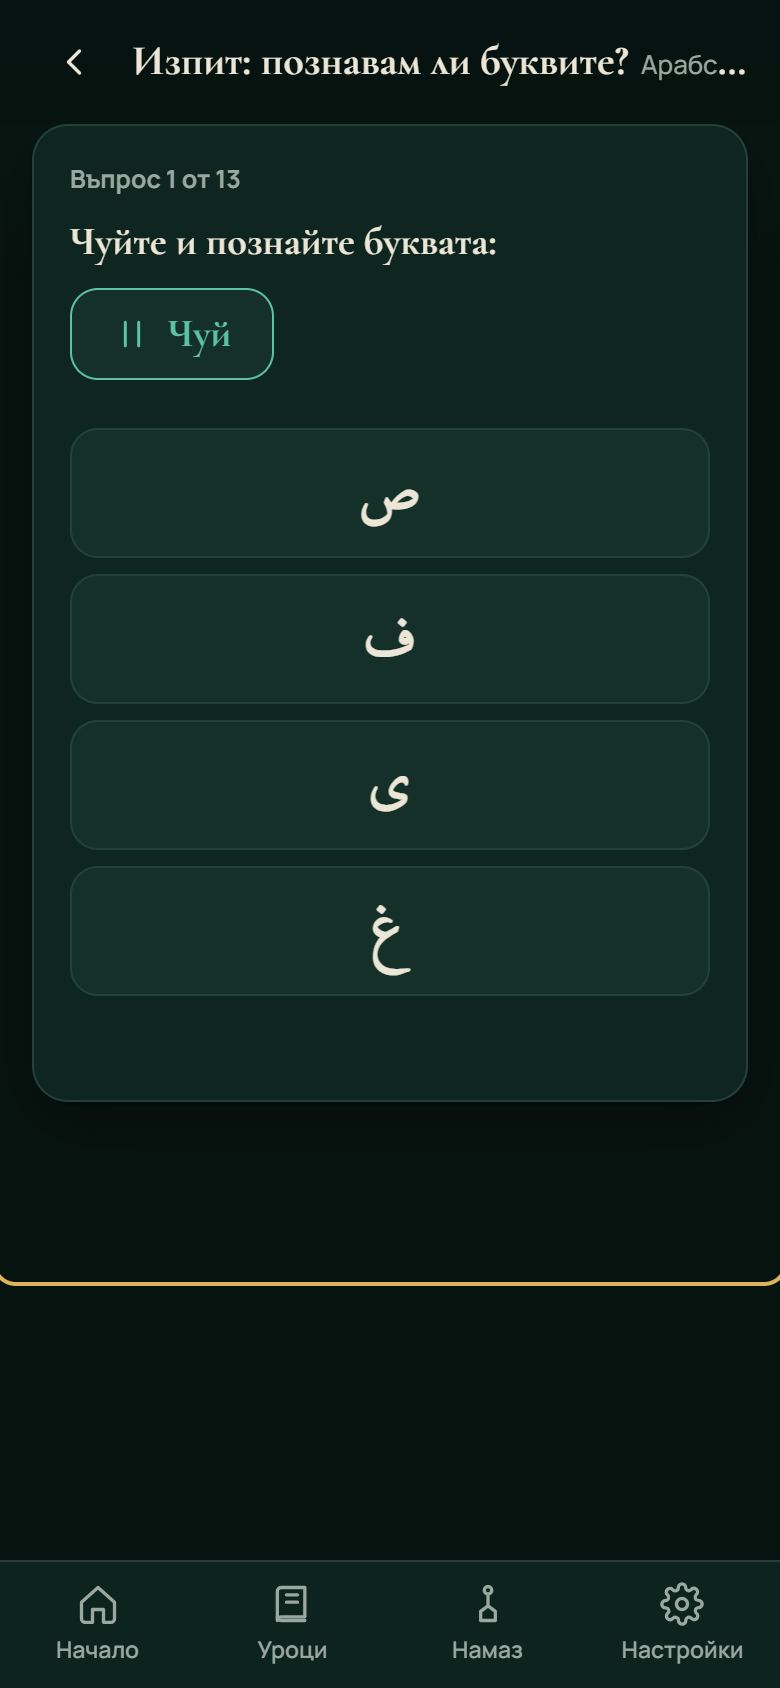 Изпит: познавам ли буквите? Арабс...
Въпрос 1 от 13
Чуйте и познайте буквата:
Чуй
ص
ف
ى
غ
Начало
Уроци
Намаз
Настройки